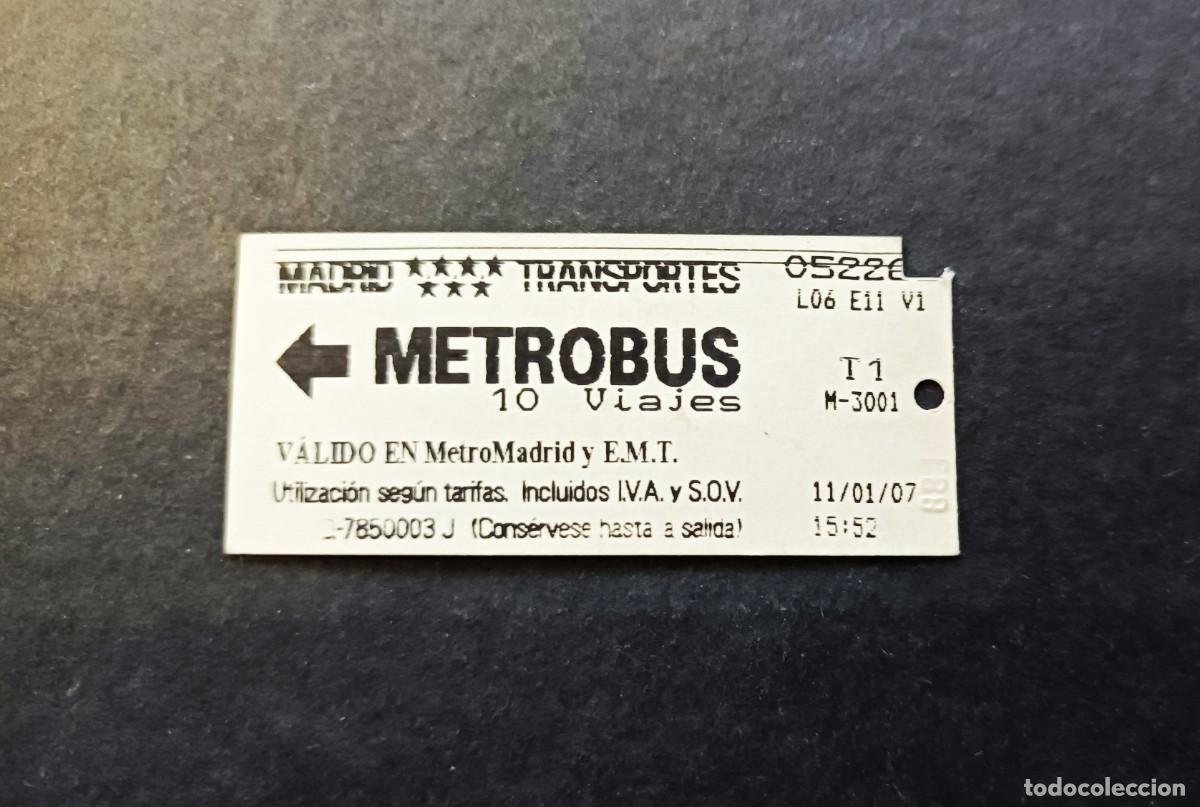 MADRID ★★★★★★★ TRANSPORTES
05226
L06 E11 V1
METROBUS
10 Viajes
T1
M-3001
VÁLIDO EN MetroMadrid y E.M.T.
Utilización según tarifas. Incluidos I.V.A. y S.O.V.
11/01/07
-7850003 J (Consérvese hasta a salida)
15:52
todocoleccion